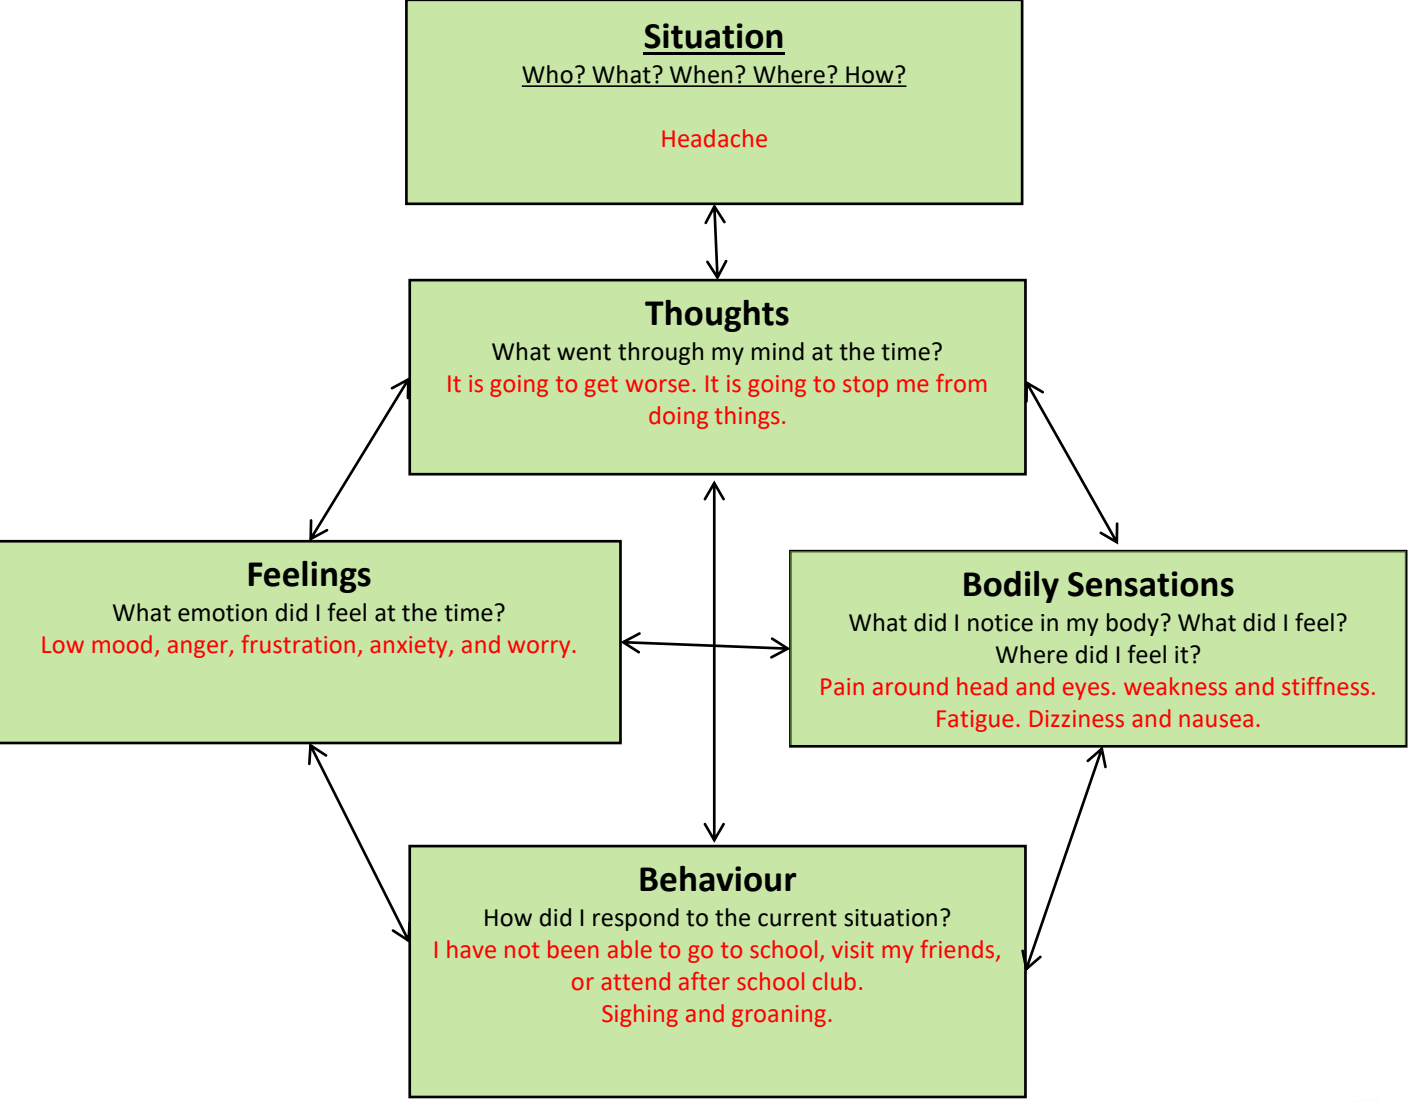 Situation
Who? What? When? Where? How?
Headache
Thoughts
What went through my mind at the time?
It is going to get worse. It is going to stop me from
doing things.
Feelings
What emotion did I feel at the time?
Low mood, anger, frustration, anxiety, and worry.
Bodily Sensations
What did I notice in my body? What did I feel?
Where did I feel it?
Pain around head and eyes. weakness and stiffness.
Fatigue. Dizziness and nausea.
Behaviour
How did I respond to the current situation?
I have not been able to go to school, visit my friends,
or attend after school club.
Sighing and groaning.